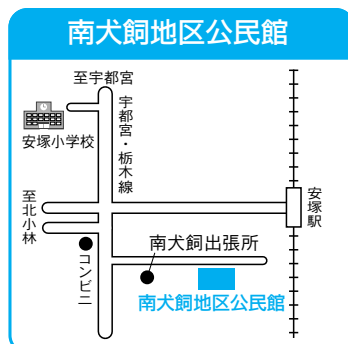 南犬飼地区公民館
至宇都宮
宇都宮・栃木線
安塚小学校
至北小林
安塚駅
南犬飼出張所
コンビニ
南犬飼地区公民館